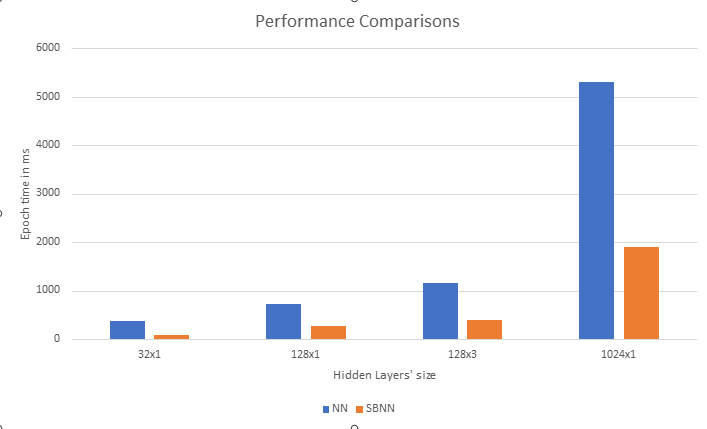 Performance Comparisons
6000
5000
4000
3000
2000
1000
0
Epoch time in ms
32x1 128x1 128x3 1024x1
Hidden Layers' size
NN SBNN